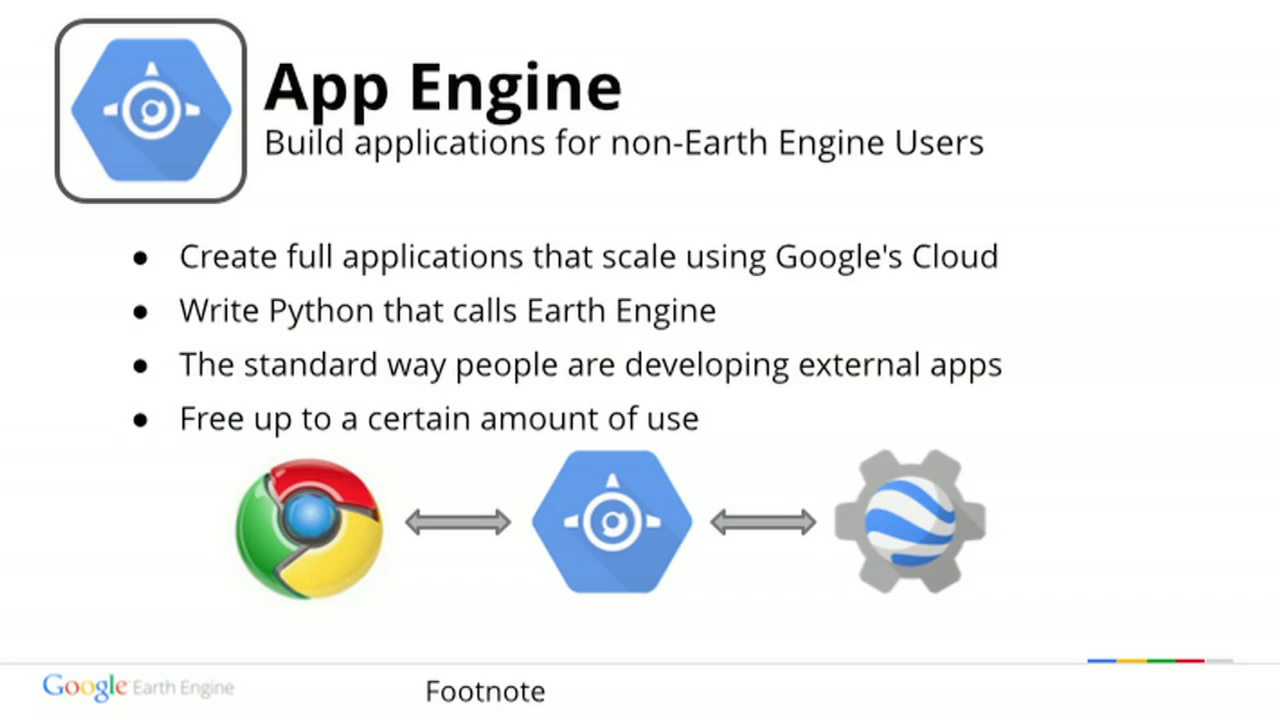 App Engine
Build applications for non-Earth Engine Users
● Create full applications that scale using Google's Cloud
● Write Python that calls Earth Engine
● The standard way people are developing external apps
● Free up to a certain amount of use
Google Earth Engine
Footnote